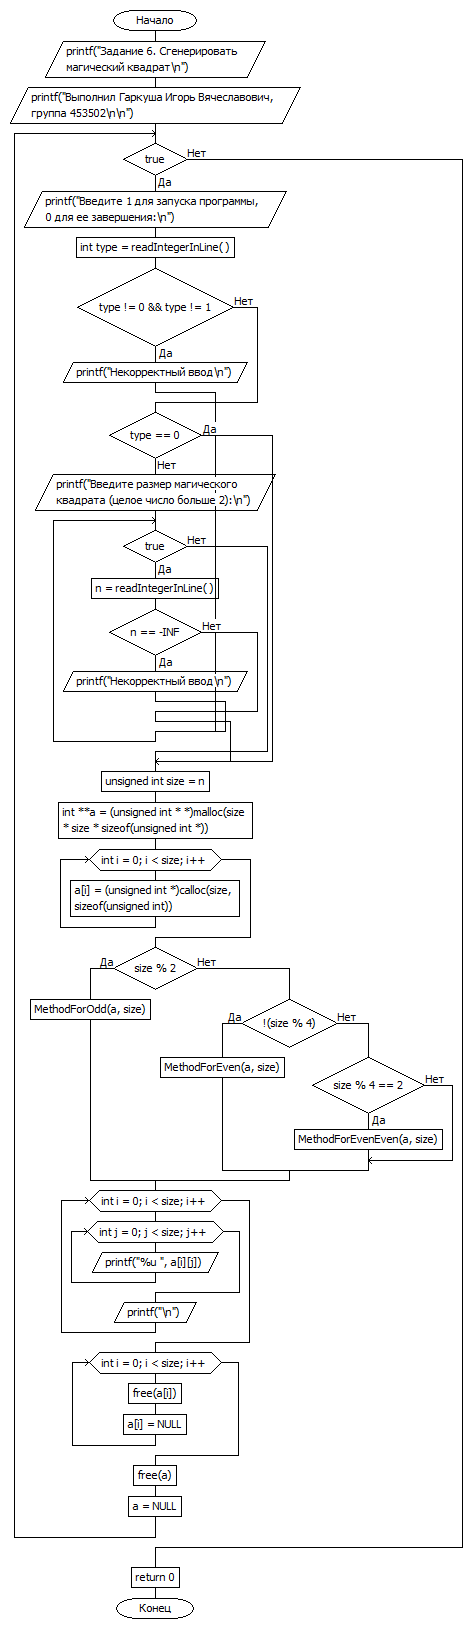 Начало
printf("Задание 6. Сгенерировать
магический квадрат\n")
printf("Выполнил Гаркуша Игорь Вячеславович,
группа 453502\n\n")
true
Нет
Да
printf("Введите 1 для запуска программы,
0 для ее завершения:\n")
int type = readIntegerInLine( )
type != 0 && type != 1
Нет
Да
printf("Некорректный ввод\n")
type == 0
Да
Нет
printf("Введите размер магического
квадрата (целое число больше 2):\n")
true
Нет
Да
n = readIntegerInLine( )
n == -INF
Нет
Да
printf("Некорректный ввод\n")
unsigned int size = n
int **a = (unsigned int * *)malloc(size
* size * sizeof(unsigned int *))
int i = 0; i < size; i++
a[i] = (unsigned int *)calloc(size,
sizeof(unsigned int))
Да
size % 2
Нет
MethodForOdd(a, size)
Да
!(size % 4)
Нет
MethodForEven(a, size)
size % 4 == 2
Нет
Да
MethodForEvenEven(a, size)
int i = 0; i < size; i++
int j = 0; j < size; j++
printf("%u ", a[i][j])
printf("\n")
int i = 0; i < size; i++
free(a[i])
a[i] = NULL
free(a)
a = NULL
return 0
Конец